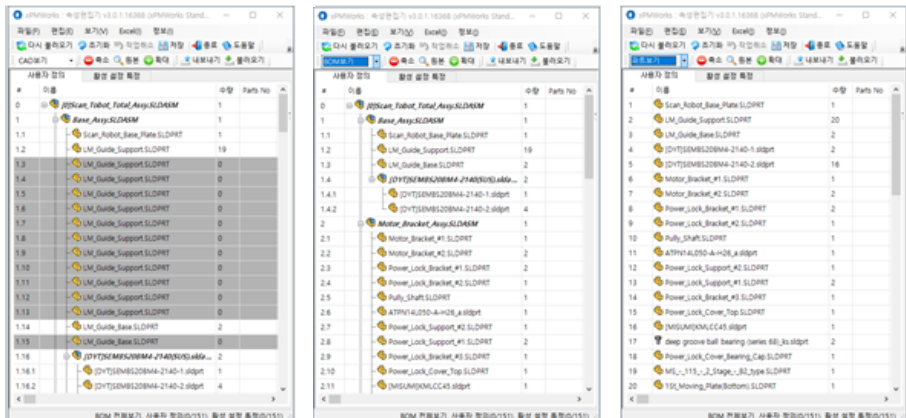 xPMWorks : 속성편집기 v3.0.1.16368 (xPMWorks Stand...
파일(F) 편집(E) 보기(V) Excel() 정보()
다시 불러오기 초기화 작업취소 저장 종료 도움말
CAD보기 축소 원본 확대 내보내기 불러오기
사용자 정의 활성 설정 특정
# 이름 수량 Parts No
0 [0]Scan_Tobot_Total_Assy.SLDASM 1
1 Base_Assy.SLDASM 1
1.1 Scan_Robot_Base_Plate.SLDPRT 1
1.2 LM_Guide_Support.SLDPRT 19
1.3 LM_Guide_Support.SLDPRT 0
1.4 LM_Guide_Support.SLDPRT 0
1.5 LM_Guide_Support.SLDPRT 0
1.6 LM_Guide_Support.SLDPRT 0
1.7 LM_Guide_Support.SLDPRT 0
1.8 LM_Guide_Support.SLDPRT 0
1.9 LM_Guide_Support.SLDPRT 0
1.10 LM_Guide_Support.SLDPRT 0
1.11 LM_Guide_Support.SLDPRT 0
1.12 LM_Guide_Support.SLDPRT 0
1.13 LM_Guide_Support.SLDPRT 0
1.14 LM_Guide_Base.SLDPRT 2
1.15 LM_Guide_Base.SLDPRT 0
1.16 [OYT]SEMBS20BM4-2140(SUS).sldas... 2
1.16.1 [OYT]SEMBS20BM4-2140-1.sldprt 1
1.16.2 [OYT]SEMBS20BM4-2140-2.sldprt 4
BOM 전체보기 사용자 정의(0/151) 활성 설정 특정(0/151)
xPMWorks : 속성편집기 v3.0.1.16368 (xPMWorks Stand...
파일(F) 편집(E) 보기(V) Excel() 정보()
다시 불러오기 초기화 작업취소 저장 종료 도움말
BOM보기 축소 원본 확대 내보내기 불러오기
사용자 정의 활성 설정 특정
# 이름 수량 Parts No
0 [0]Scan_Tobot_Total_Assy.SLDASM 1
1 Base_Assy.SLDASM 1
1.1 Scan_Robot_Base_Plate.SLDPRT 1
1.2 LM_Guide_Support.SLDPRT 19
1.3 LM_Guide_Base.SLDPRT 2
1.4 [OYT]SEMBS20BM4-2140(SUS).sldas... 2
1.4.1 [OYT]SEMBS20BM4-2140-1.sldprt 1
1.4.2 [OYT]SEMBS20BM4-2140-2.sldprt 4
2 Motor_Bracket_Assy.SLDASM 1
2.1 Motor_Bracket_#1.SLDPRT 1
2.2 Motor_Bracket_#2.SLDPRT 2
2.3 Power_Lock_Bracket_#1.SLDPRT 2
2.4 Power_Lock_Bracket_#2.SLDPRT 1
2.5 Pully_Shaft.SLDPRT 1
2.6 ATPN14L050-A-H26_a.sldprt 1
2.7 Power_Lock_Support_#2.SLDPRT 1
2.8 Power_Lock_Support_#1.SLDPRT 2
2.9 Power_Lock_Bracket_#3.SLDPRT 1
2.10 Power_Lock_Cover_Top.SLDPRT 1
2.11 [MISUMI]KMLCC45.sldprt 1
BOM 전체보기 사용자 정의(0/151) 활성 설정 특정(0/151)
xPMWorks : 속성편집기 v3.0.1.16368 (xPMWorks Stand...
파일(F) 편집(E) 보기(V) Excel() 정보()
다시 불러오기 초기화 작업취소 저장 종료 도움말
파트보기 축소 원본 확대 내보내기 불러오기
사용자 정의 활성 설정 특정
# 이름 수량 Parts No
1 Scan_Robot_Base_Plate.SLDPRT 1
2 LM_Guide_Support.SLDPRT 20
3 LM_Guide_Base.SLDPRT 2
4 [OYT]SEMBS20BM4-2140-1.sldprt 2
5 [OYT]SEMBS20BM4-2140-2.sldprt 16
6 Motor_Bracket_#1.SLDPRT 1
7 Motor_Bracket_#2.SLDPRT 2
8 Power_Lock_Bracket_#1.SLDPRT 2
9 Power_Lock_Bracket_#2.SLDPRT 1
10 Pully_Shaft.SLDPRT 1
11 ATPN14L050-A-H26_a.sldprt 1
12 Power_Lock_Support_#2.SLDPRT 1
13 Power_Lock_Support_#1.SLDPRT 2
14 Power_Lock_Bracket_#3.SLDPRT 1
15 Power_Lock_Cover_Top.SLDPRT 1
16 [MISUMI]KMLCC45.sldprt 1
17 deep groove ball bearing (series 68)_ks.sldprt 2
18 Power_Lock_Cover_Bearing_Cap.SLDPRT 1
19 MS_-_115_-_2_Stage_-_82_type.SLDPRT 1
20 1St_Moving_Plate(Bottom).SLDPRT 1
BOM 전체보기 사용자 정의(0/151) 활성 설정 특정(0/151)